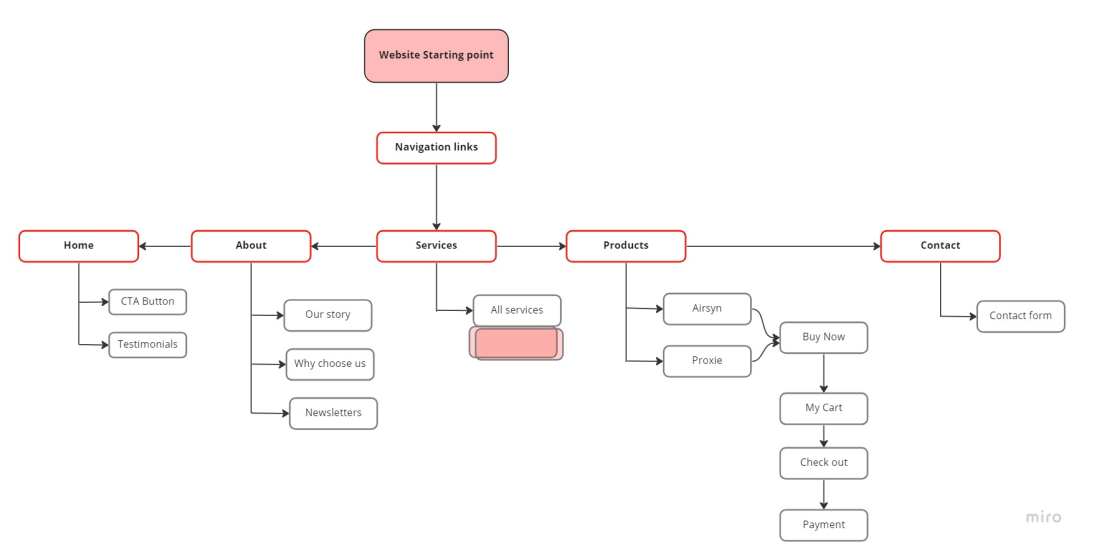 Website Starting point
Navigation links
Home
About
Services
Products
Contact
CTA Button
Testimonials
Our story
Why choose us
Newsletters
All services
Airsyn
Proxie
Buy Now
My Cart
Check out
Payment
Contact form
miro